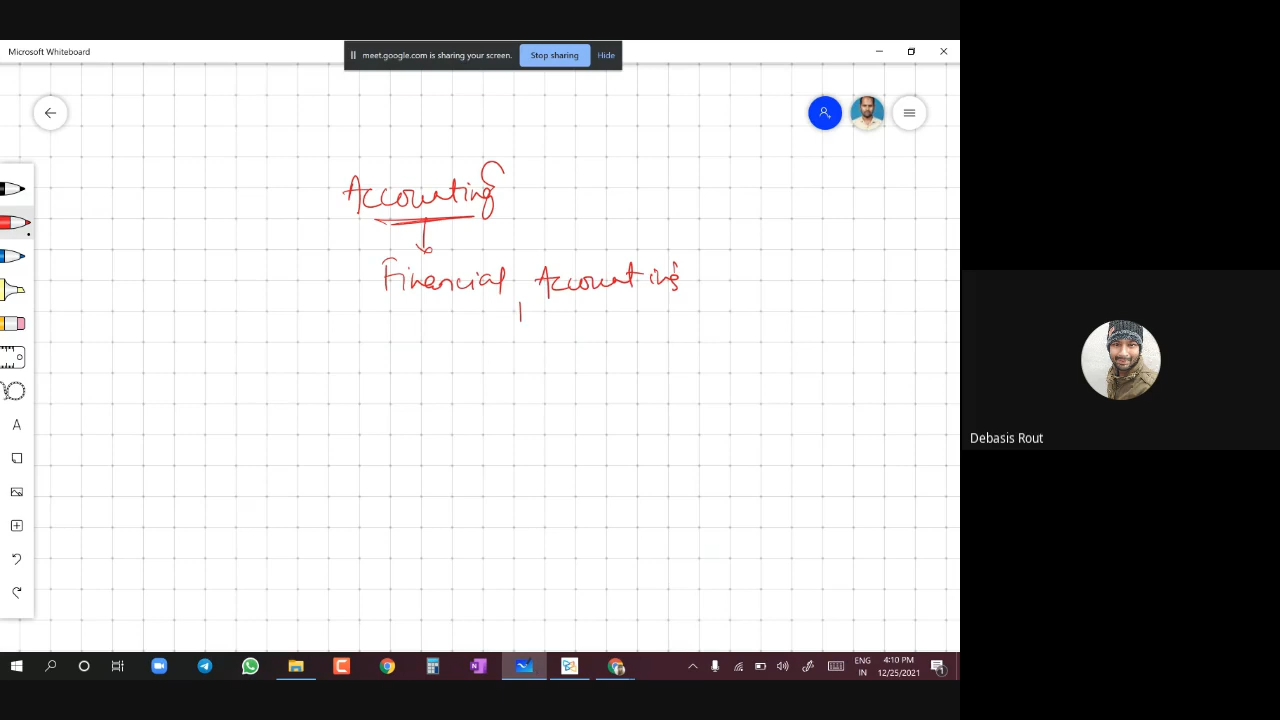 Microsoft Whiteboard
meet.google.com is sharing your screen.
Stop sharing
Hide
Accounting
Financial Accounting
Debasis Rout
A
ENG
IN
4:10 PM
12/25/2021
1